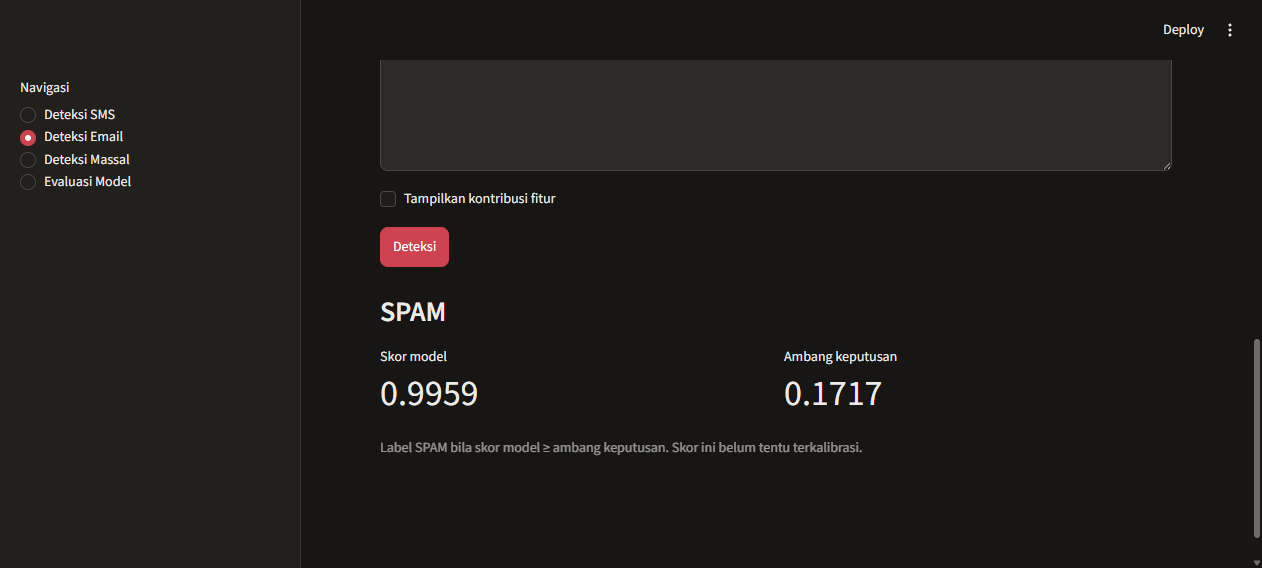 Deploy
Navigasi
Deteksi SMS
Deteksi Email
Deteksi Massal
Evaluasi Model
Tampilkan kontribusi fitur
Deteksi
SPAM
Skor model
0.9959
Ambang keputusan
0.1717
Label SPAM bila skor model ≥ ambang keputusan. Skor ini belum tentu terkalibrasi.